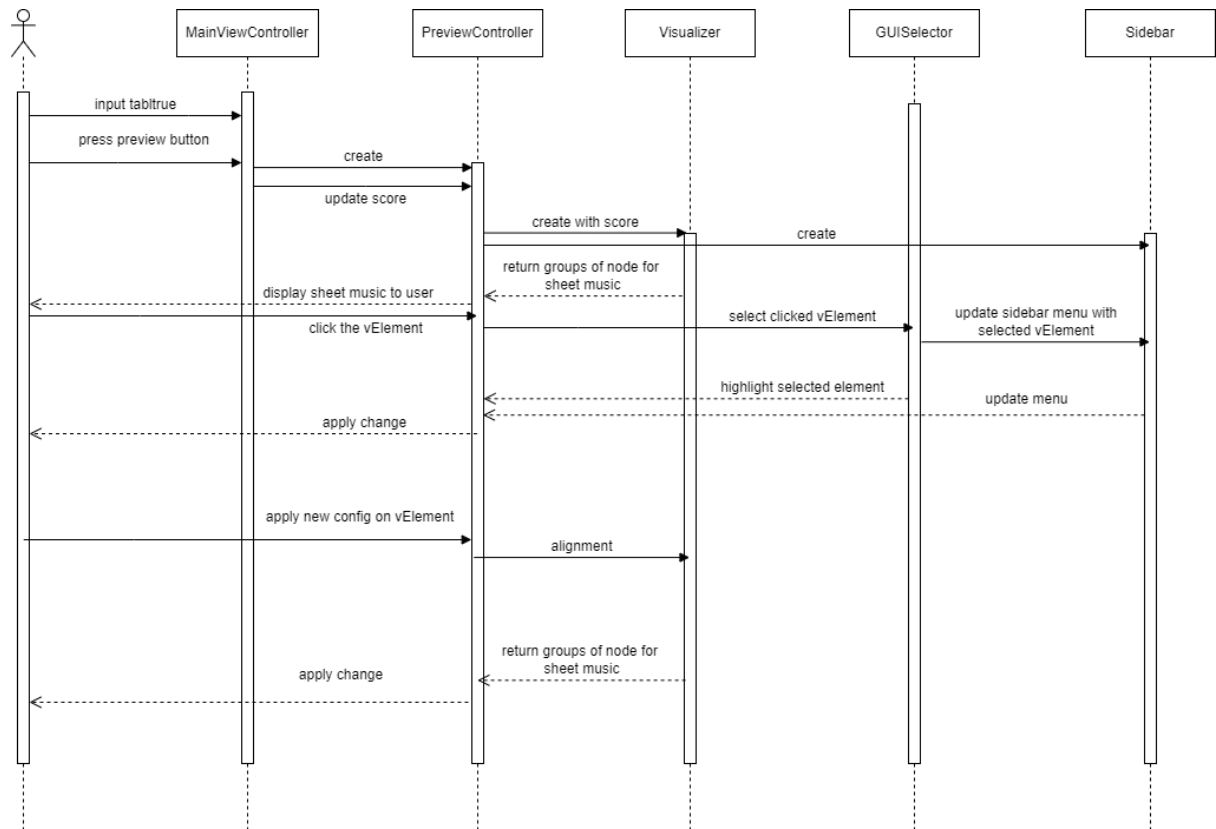 MainViewController
PreviewController
Visualizer
GUISelector
Sidebar
input tabltrue
press preview button
create
update score
create with score
create
return groups of node for
sheet music
display sheet music to user
click the vElement
select clicked vElement
update sidebar menu with
selected vElement
highlight selected element
update menu
apply change
apply new config on vElement
alignment
return groups of node for
sheet music
apply change